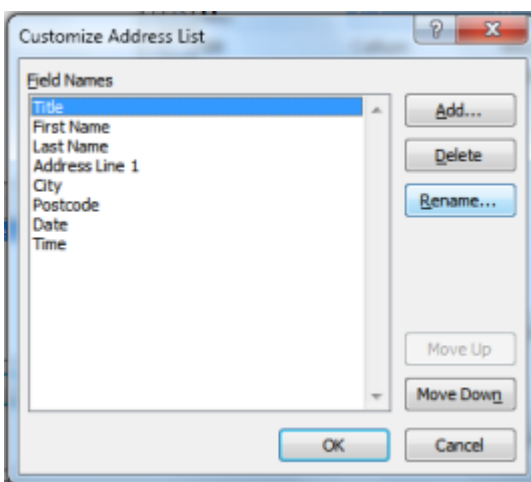 Customize Address List
?
Field Names
Title
First Name
Last Name
Address Line 1
City
Postcode
Date
Time
Add...
Delete
Rename...
Move Up
Move Down
OK
Cancel